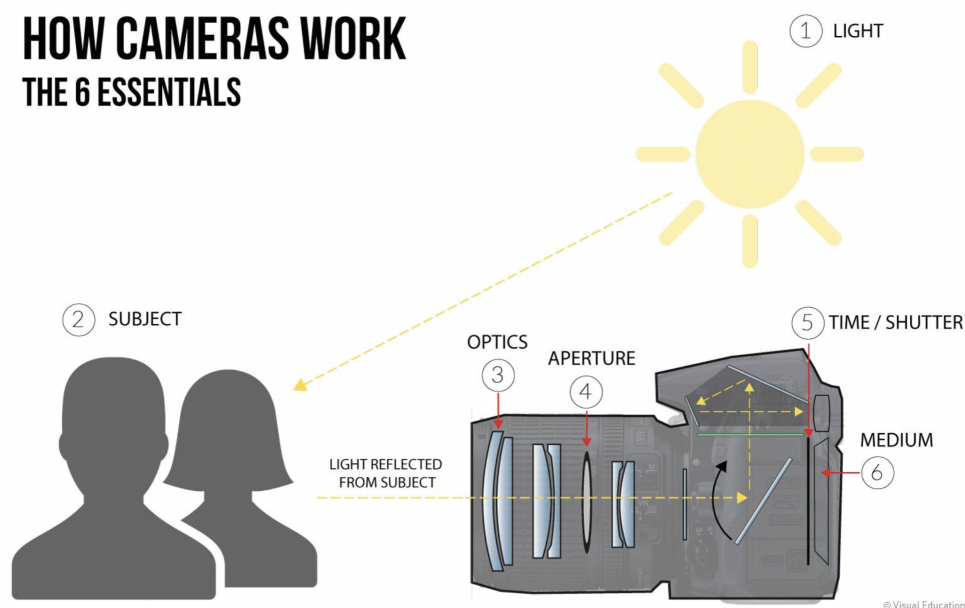 HOW CAMERAS WORK
THE 6 ESSENTIALS
1 LIGHT
2 SUBJECT
OPTICS
3
APERTURE
4
5 TIME / SHUTTER
MEDIUM
6
LIGHT REFLECTED
FROM SUBJECT
© Visual Education